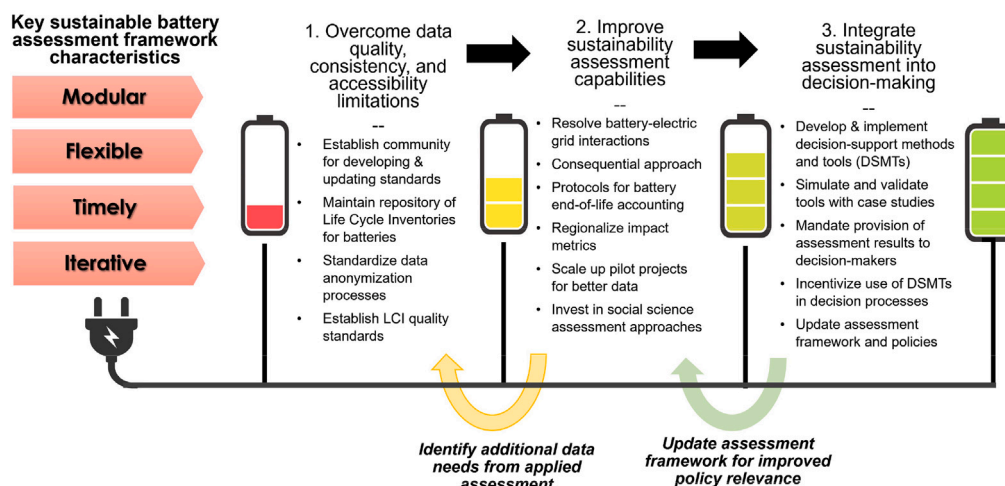 Key sustainable battery
assessment framework
characteristics
Modular
Flexible
Timely
Iterative
1. Overcome data
quality,
consistency, and
accessibility
limitations
--
• Establish community
for developing &
updating standards
• Maintain repository of
Life Cycle Inventories
for batteries
• Standardize data
anonymization
processes
• Establish LCI quality
standards
2. Improve
sustainability
assessment
capabilities
--
• Resolve battery-electric
grid interactions
• Consequential approach
• Protocols for battery
end-of-life accounting
• Regionalize impact
metrics
• Scale up pilot projects
for better data
• Invest in social science
assessment approaches
3. Integrate
sustainability
assessment into
decision-making
--
• Develop & implement
decision-support methods
and tools (DSMTs)
• Simulate and validate
tools with case studies
• Mandate provision of
assessment results to
decision-makers
• Incentivize use of DSMTs
in decision processes
• Update assessment
framework and policies
Identify additional data
needs from applied
assessment
Update assessment
framework for improved
policy relevance